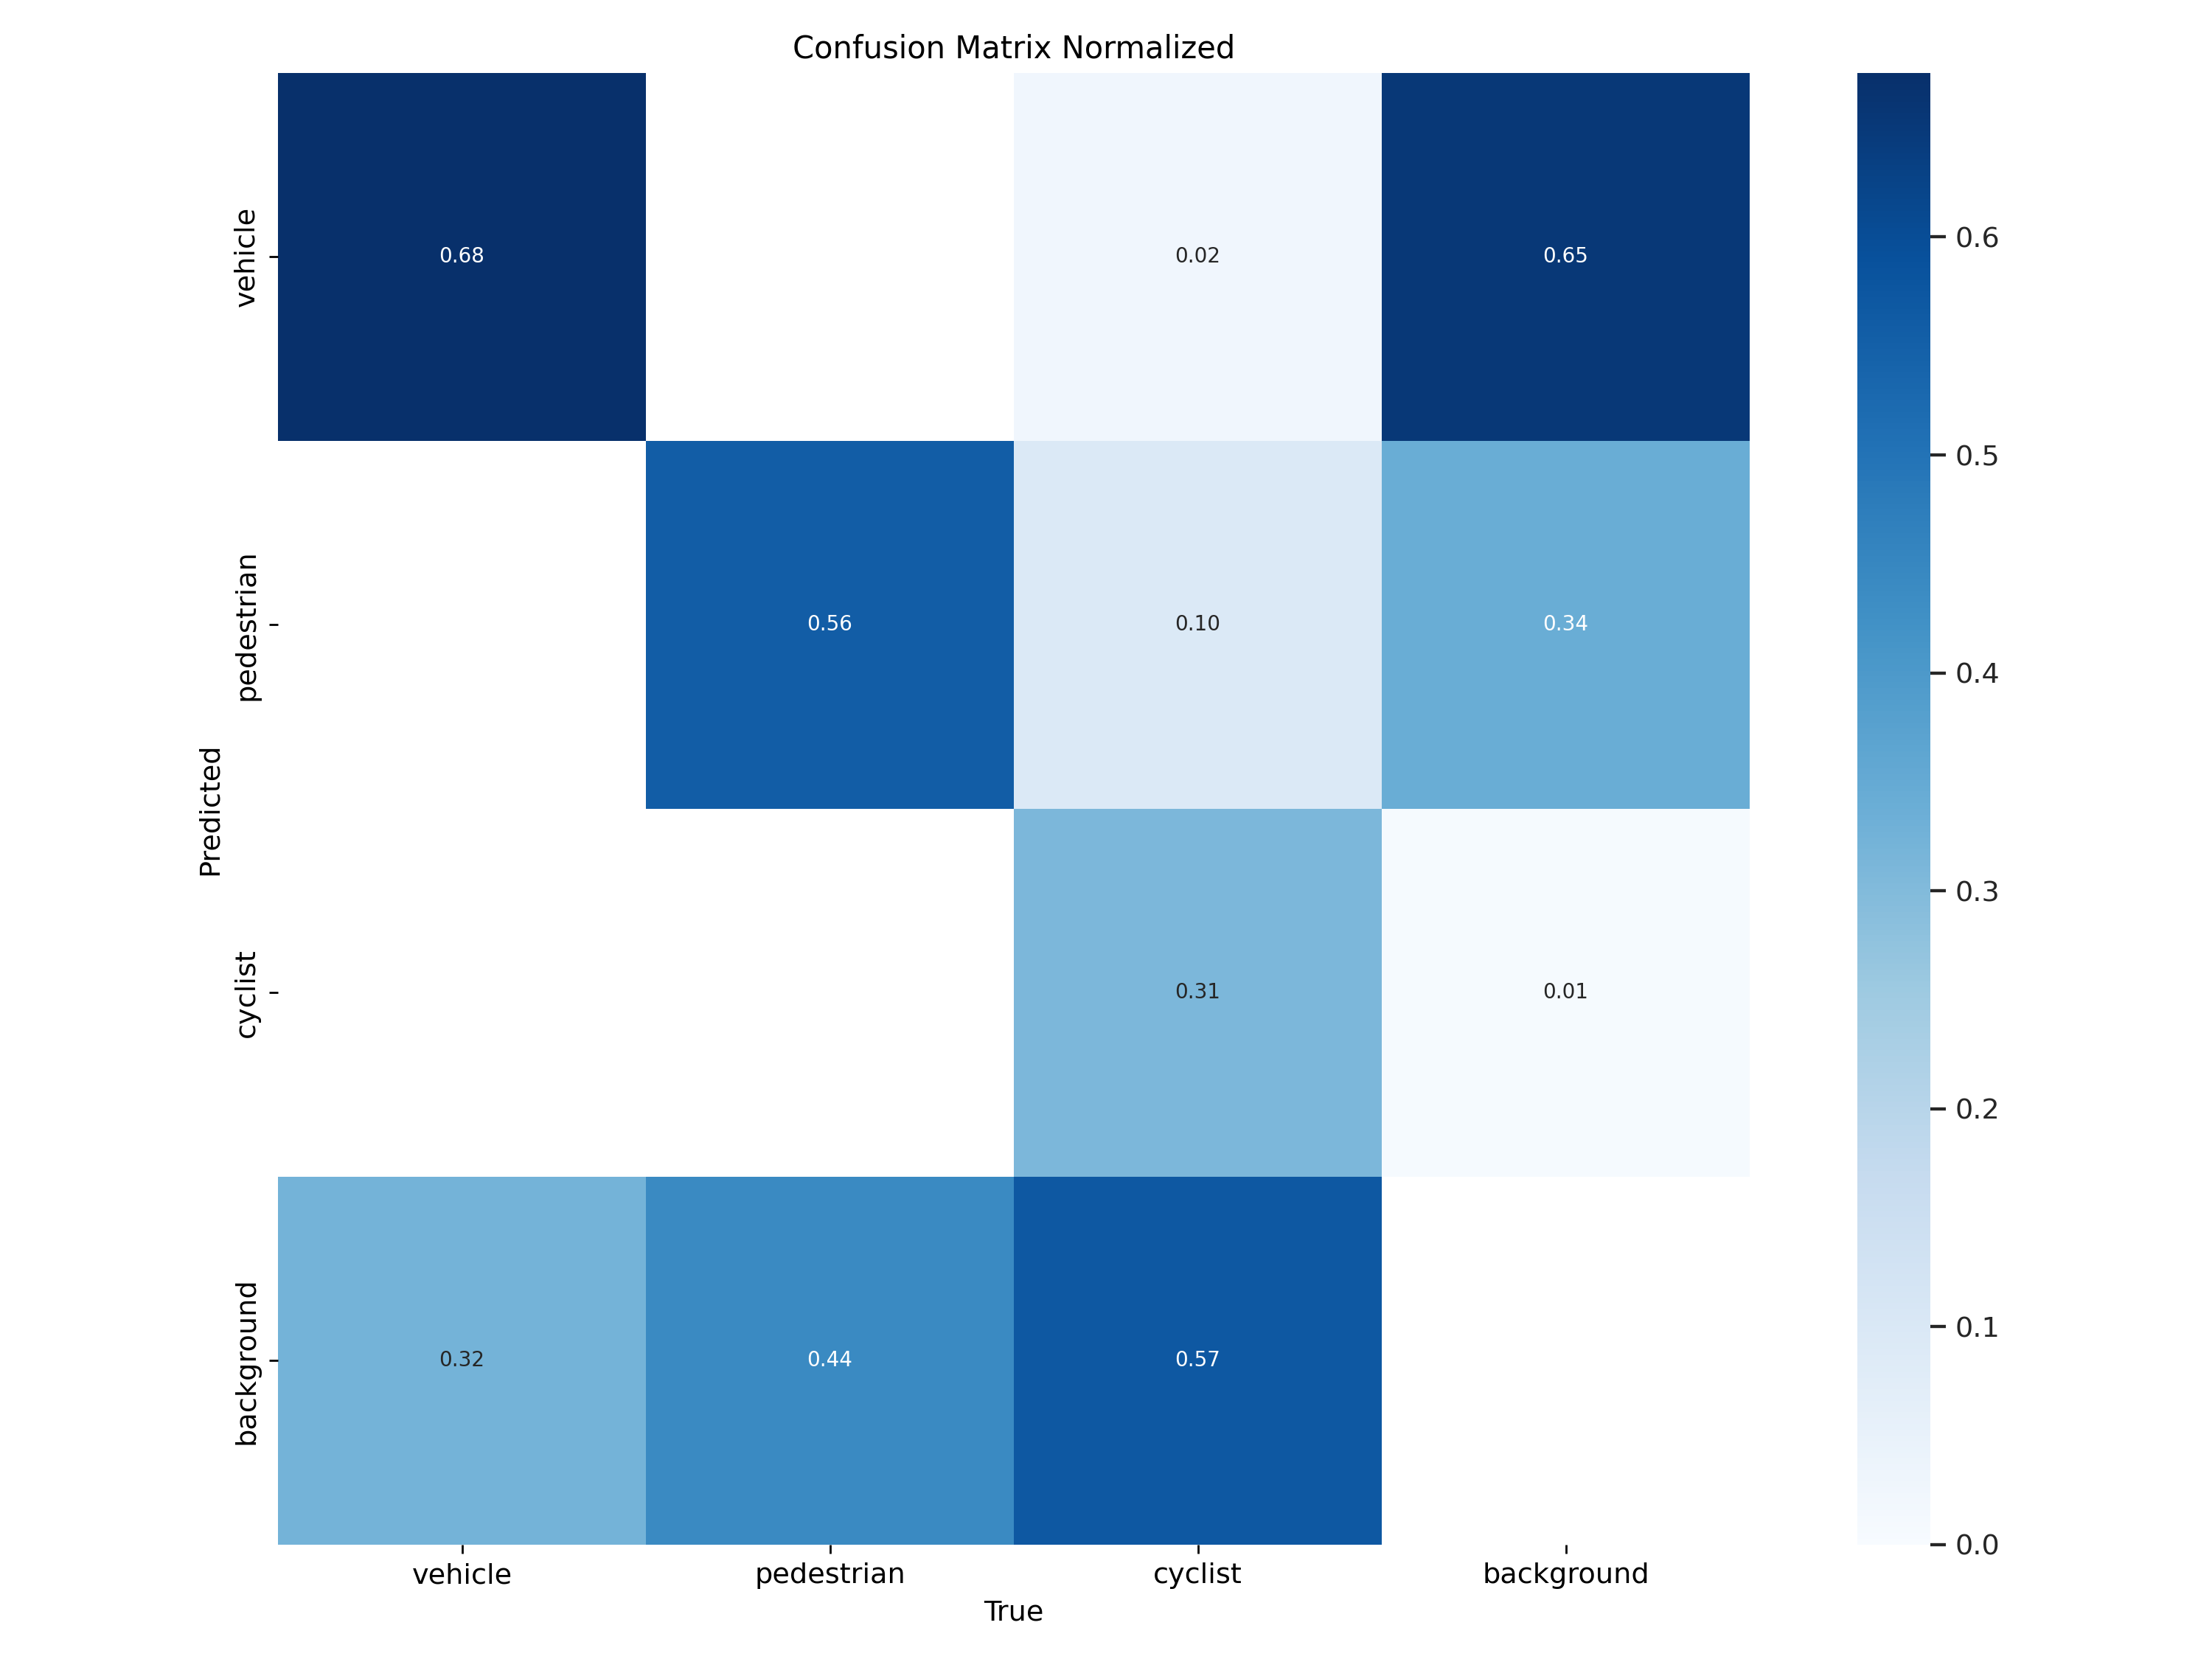 Confusion Matrix Normalized
vehicle
pedestrian
cyclist
background
Predicted
0.68
0.02
0.65
0.56
0.10
0.34
0.31
0.01
0.32
0.44
0.57
vehicle
pedestrian
cyclist
background
True
0.6
0.5
0.4
0.3
0.2
0.1
0.0